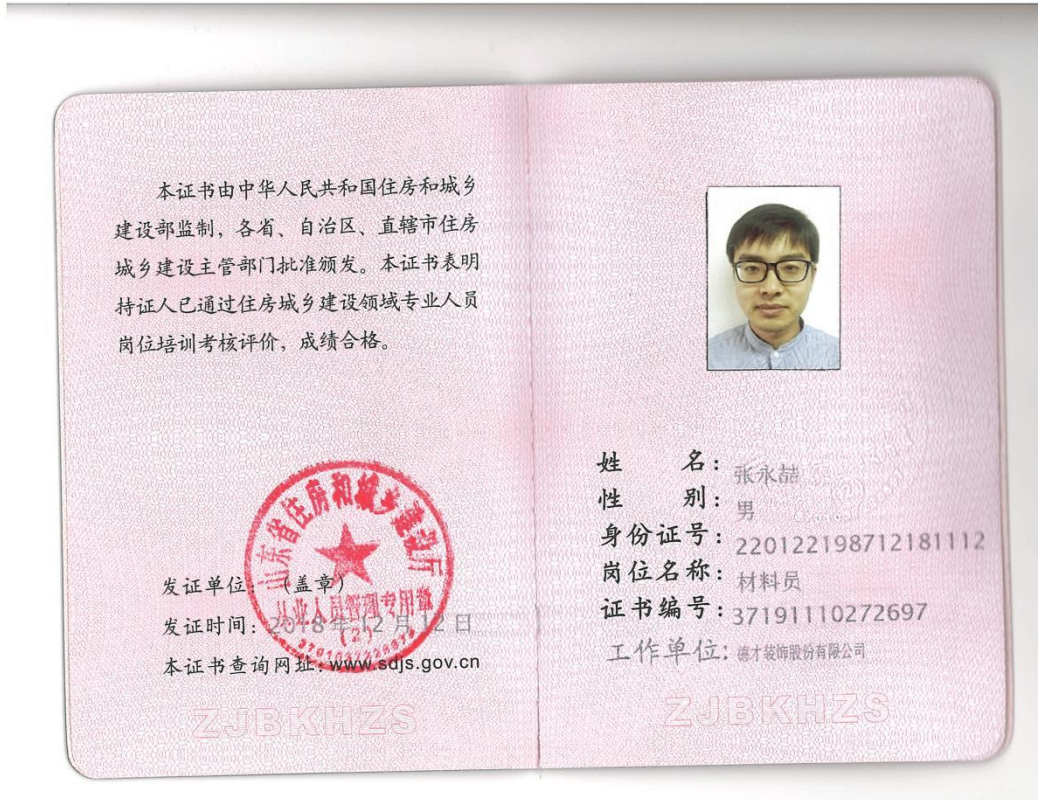 本证书由中华人民共和国住房和城乡
建设部监制，各省、自治区、直辖市住房
城乡建设主管部门批准颁发。本证书表明
持证人已通过住房城乡建设领域专业人员
岗位培训考核评价，成绩合格。
山东省住房和城乡建设厅
从业人员管理专用章
(2)
发证单位：（盖章）
发证时间：2018年12月12日
本证书查询网址：www.sdjs.gov.cn
ZJBKHZS
姓 名：张永喆
性 别：男
身份证号：220122198712181112
岗位名称：材料员
证书编号：37191110272697
工作单位：德才装饰股份有限公司
ZJBKHZS